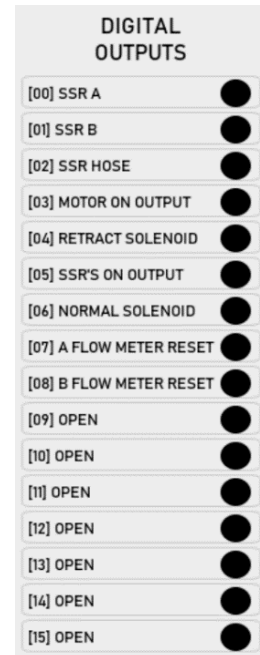 DIGITAL
OUTPUTS
[00] SSR A
[01] SSR B
[02] SSR HOSE
[03] MOTOR ON OUTPUT
[04] RETRACT SOLENOID
[05] SSR'S ON OUTPUT
[06] NORMAL SOLENOID
[07] A FLOW METER RESET
[08] B FLOW METER RESET
[09] OPEN
[10] OPEN
[11] OPEN
[12] OPEN
[13] OPEN
[14] OPEN
[15] OPEN